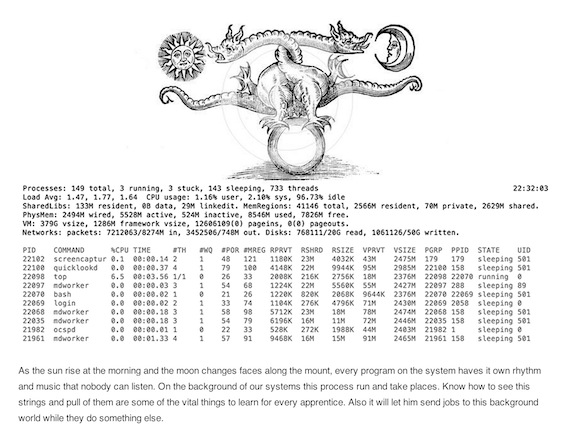 Processes: 149 total, 3 running, 3 stuck, 143 sleeping, 733 threads 22:32:03
Load Avg: 1.47, 1.77, 1.64 CPU usage: 1.16% user, 2.10% sys, 96.73% idle
SharedLibs: 133M resident, 0B data, 29M linkedit. MemRegions: 41146 total, 2566M resident, 70M private, 2629M shared.
PhysMem: 2494M wired, 5528M active, 524M inactive, 8546M used, 7826M free.
VM: 379G vsize, 1286M framework vsize, 12606109(0) pageins, 0(0) pageouts.
Networks: packets: 7212063/8274M in, 3452506/748M out. Disks: 768111/20G read, 1061126/50G written.
PID COMMAND %CPU TIME #TH #WQ #POR #MREG RPRVT RSHRD RSIZE VPRVT VSIZE PGRP PPID STATE UID
22102 screencaptur 0.1 00:00.14 2 1 48 121 1180K 23M 4032K 43M 2475M 179 179 sleeping 501
22100 quicklookd 0.0 00:00.37 4 1 79 100 4148K 22M 9944K 95M 2985M 22100 158 sleeping 501
22098 top 6.5 00:03.56 1/1 0 26 33 2008K 216K 2756K 18M 2376M 22098 22070 running 0
22097 mdworker 0.0 00:00.03 3 1 54 68 1224K 22M 5560K 55M 2427M 22097 288 sleeping 89
22070 bash 0.0 00:00.02 1 0 21 26 1220K 820K 2068K 9644K 2376M 22070 22069 sleeping 501
22069 login 0.0 00:00.02 2 1 33 74 1104K 276K 4796K 71M 2430M 22069 2058 sleeping 0
22068 mdworker 0.0 00:00.18 3 1 58 98 5712K 23M 18M 78M 2474M 22068 158 sleeping 501
22035 mdworker 0.0 00:00.18 3 1 54 79 6196K 16M 11M 72M 2446M 22035 158 sleeping 501
21982 ocspd 0.0 00:00.01 1 0 22 33 528K 272K 1988K 44M 2403M 21982 1 sleeping 0
21961 mdworker 0.0 00:01.33 4 1 57 91 9468K 16M 15M 91M 2465M 21961 158 sleeping 501
As the sun rise at the morning and the moon changes faces along the mount, every program on the system haves it own rhythm
and music that nobody can listen. On the background of our systems this process run and take places. Know how to see this
strings and pull of them are some of the vital things to learn for every apprentice. Also it will let him send jobs to this background
world while they do something else.